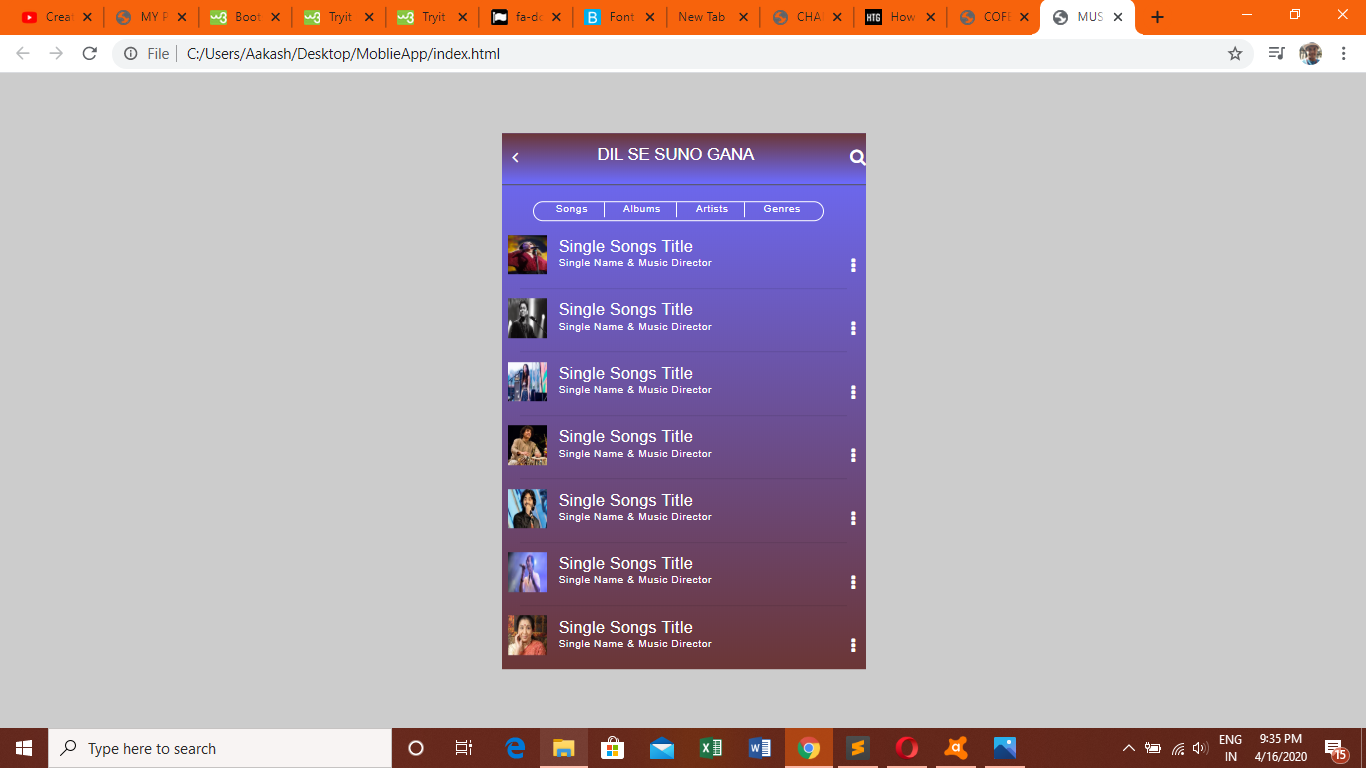 Creat
MY P
Boot
Tryit
Tryit
fa-do
Font
New Tab
CHA
HTG
How
COFE
MUS
File
C:/Users/Aakash/Desktop/MoblieApp/index.html
DIL SE SUNO GANA
Songs Albums Artists Genres
Single Songs Title
Single Name & Music Director
Single Songs Title
Single Name & Music Director
Single Songs Title
Single Name & Music Director
Single Songs Title
Single Name & Music Director
Single Songs Title
Single Name & Music Director
Single Songs Title
Single Name & Music Director
Single Songs Title
Single Name & Music Director
Type here to search
ENG
IN
9:35 PM
4/16/2020
15